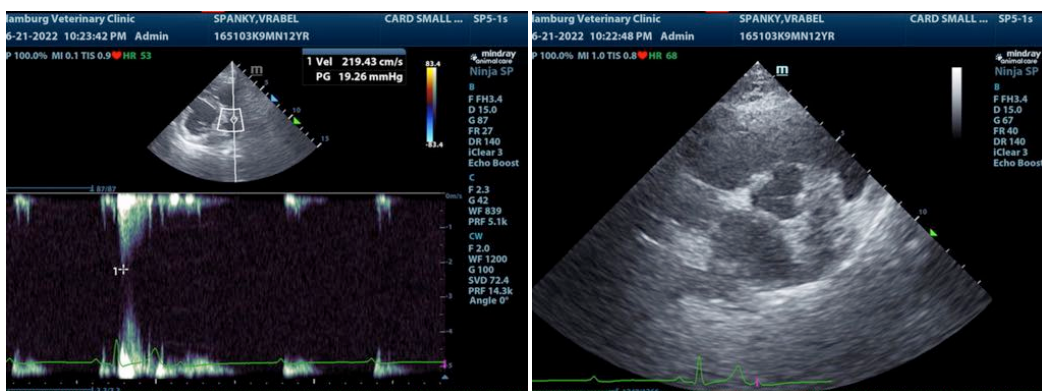 lamburg Veterinary Clinic SPANKY,VRABEL CARD SMALL ... SP5-1s
6-21-2022 10:23:42 PM Admin 165103K9MN12YR
P 100.0% MI 0.1 TIS 0.9 HR 53
1 Vel 219.43 cm/s
PG 19.26 mmHg
83.4
-83.4
m
5
10
15
mindray
animal care
Ninja SP
B
F FH3.4
D 15.0
G 87
FR 27
DR 140
iClear 3
Echo Boost
C
F 2.3
G 42
WF 839
PRF 5.1k
CW
F 2.0
WF 1200
G 100
SVD 72.4
PRF 14.3k
Angle 0°
87/87
0m/s
-1
-2
-3
-4
1
lamburg Veterinary Clinic SPANKY,VRABEL CARD SMALL ... SP5-1s
6-21-2022 10:22:48 PM Admin 165103K9MN12YR
P 100.0% MI 1.0 TIS 0.8 HR 68
m
5
10
mindray
animal care
Ninja SP
B
F FH3.4
D 15.0
G 67
FR 40
DR 140
iClear 3
Echo Boost